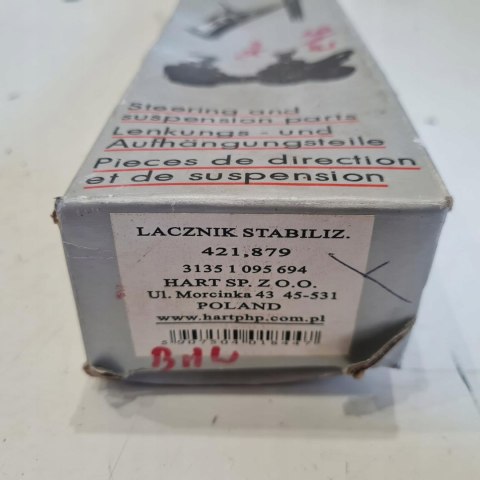 Steering and
suspension parts
Lenkungs - und
Aufhängungsteile
Pieces de direction
et de suspension
LACZNIK STABILIZ.
421,879
3135 1 095 694
HART SP. Z O.O.
Ul. Morcinka 43 45-531
POLAND
www.hartphp.com.pl